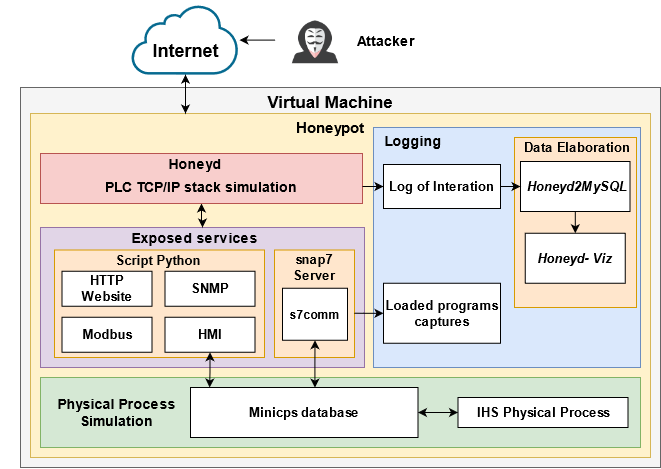 Internet
Attacker
Virtual Machine
Honeypot
Honeyd
PLC TCP/IP stack simulation
Logging
Log of Interation
Data Elaboration
Honeyd2MySQL
Honeyd- Viz
Exposed services
Script Python
HTTP
Website
SNMP
Modbus
HMI
snap7
Server
s7comm
Loaded programs
captures
Physical Process
Simulation
Minicps database
IHS Physical Process